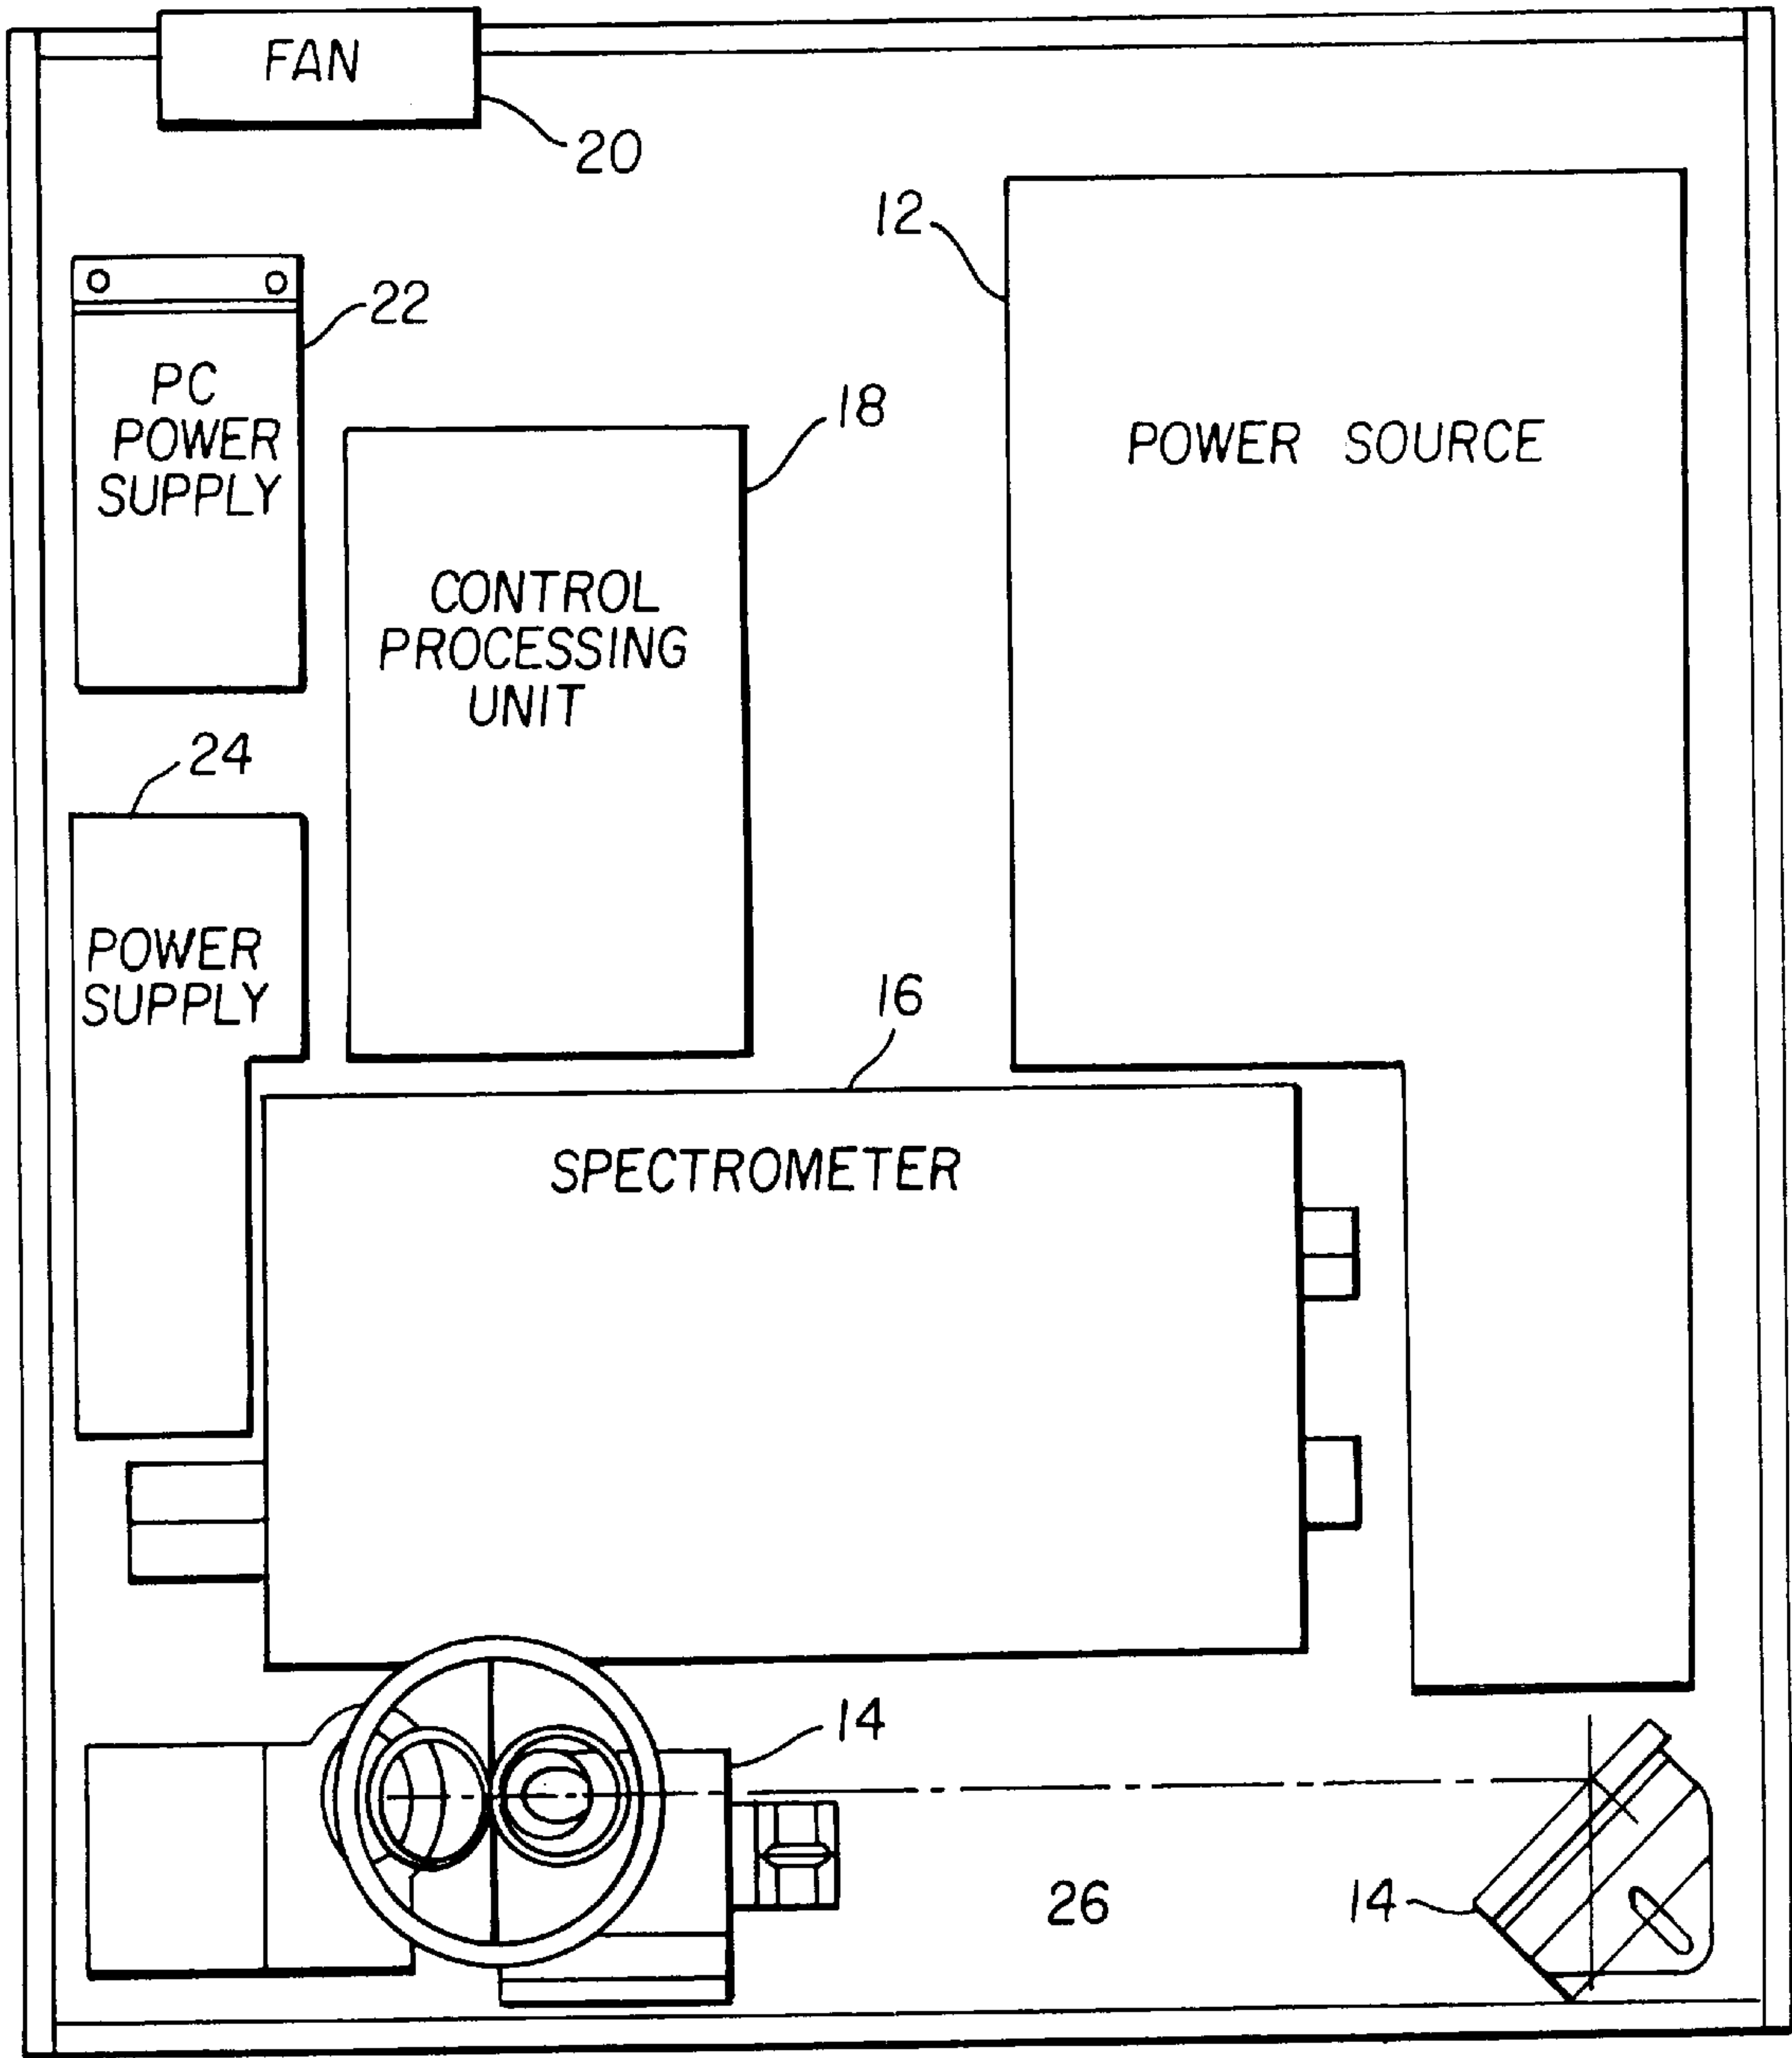 FAN
20
12
22
PC
POWER
SUPPLY
18
POWER SOURCE
CONTROL
PROCESSING
UNIT
24
POWER
SUPPLY
16
SPECTROMETER
14
26
14